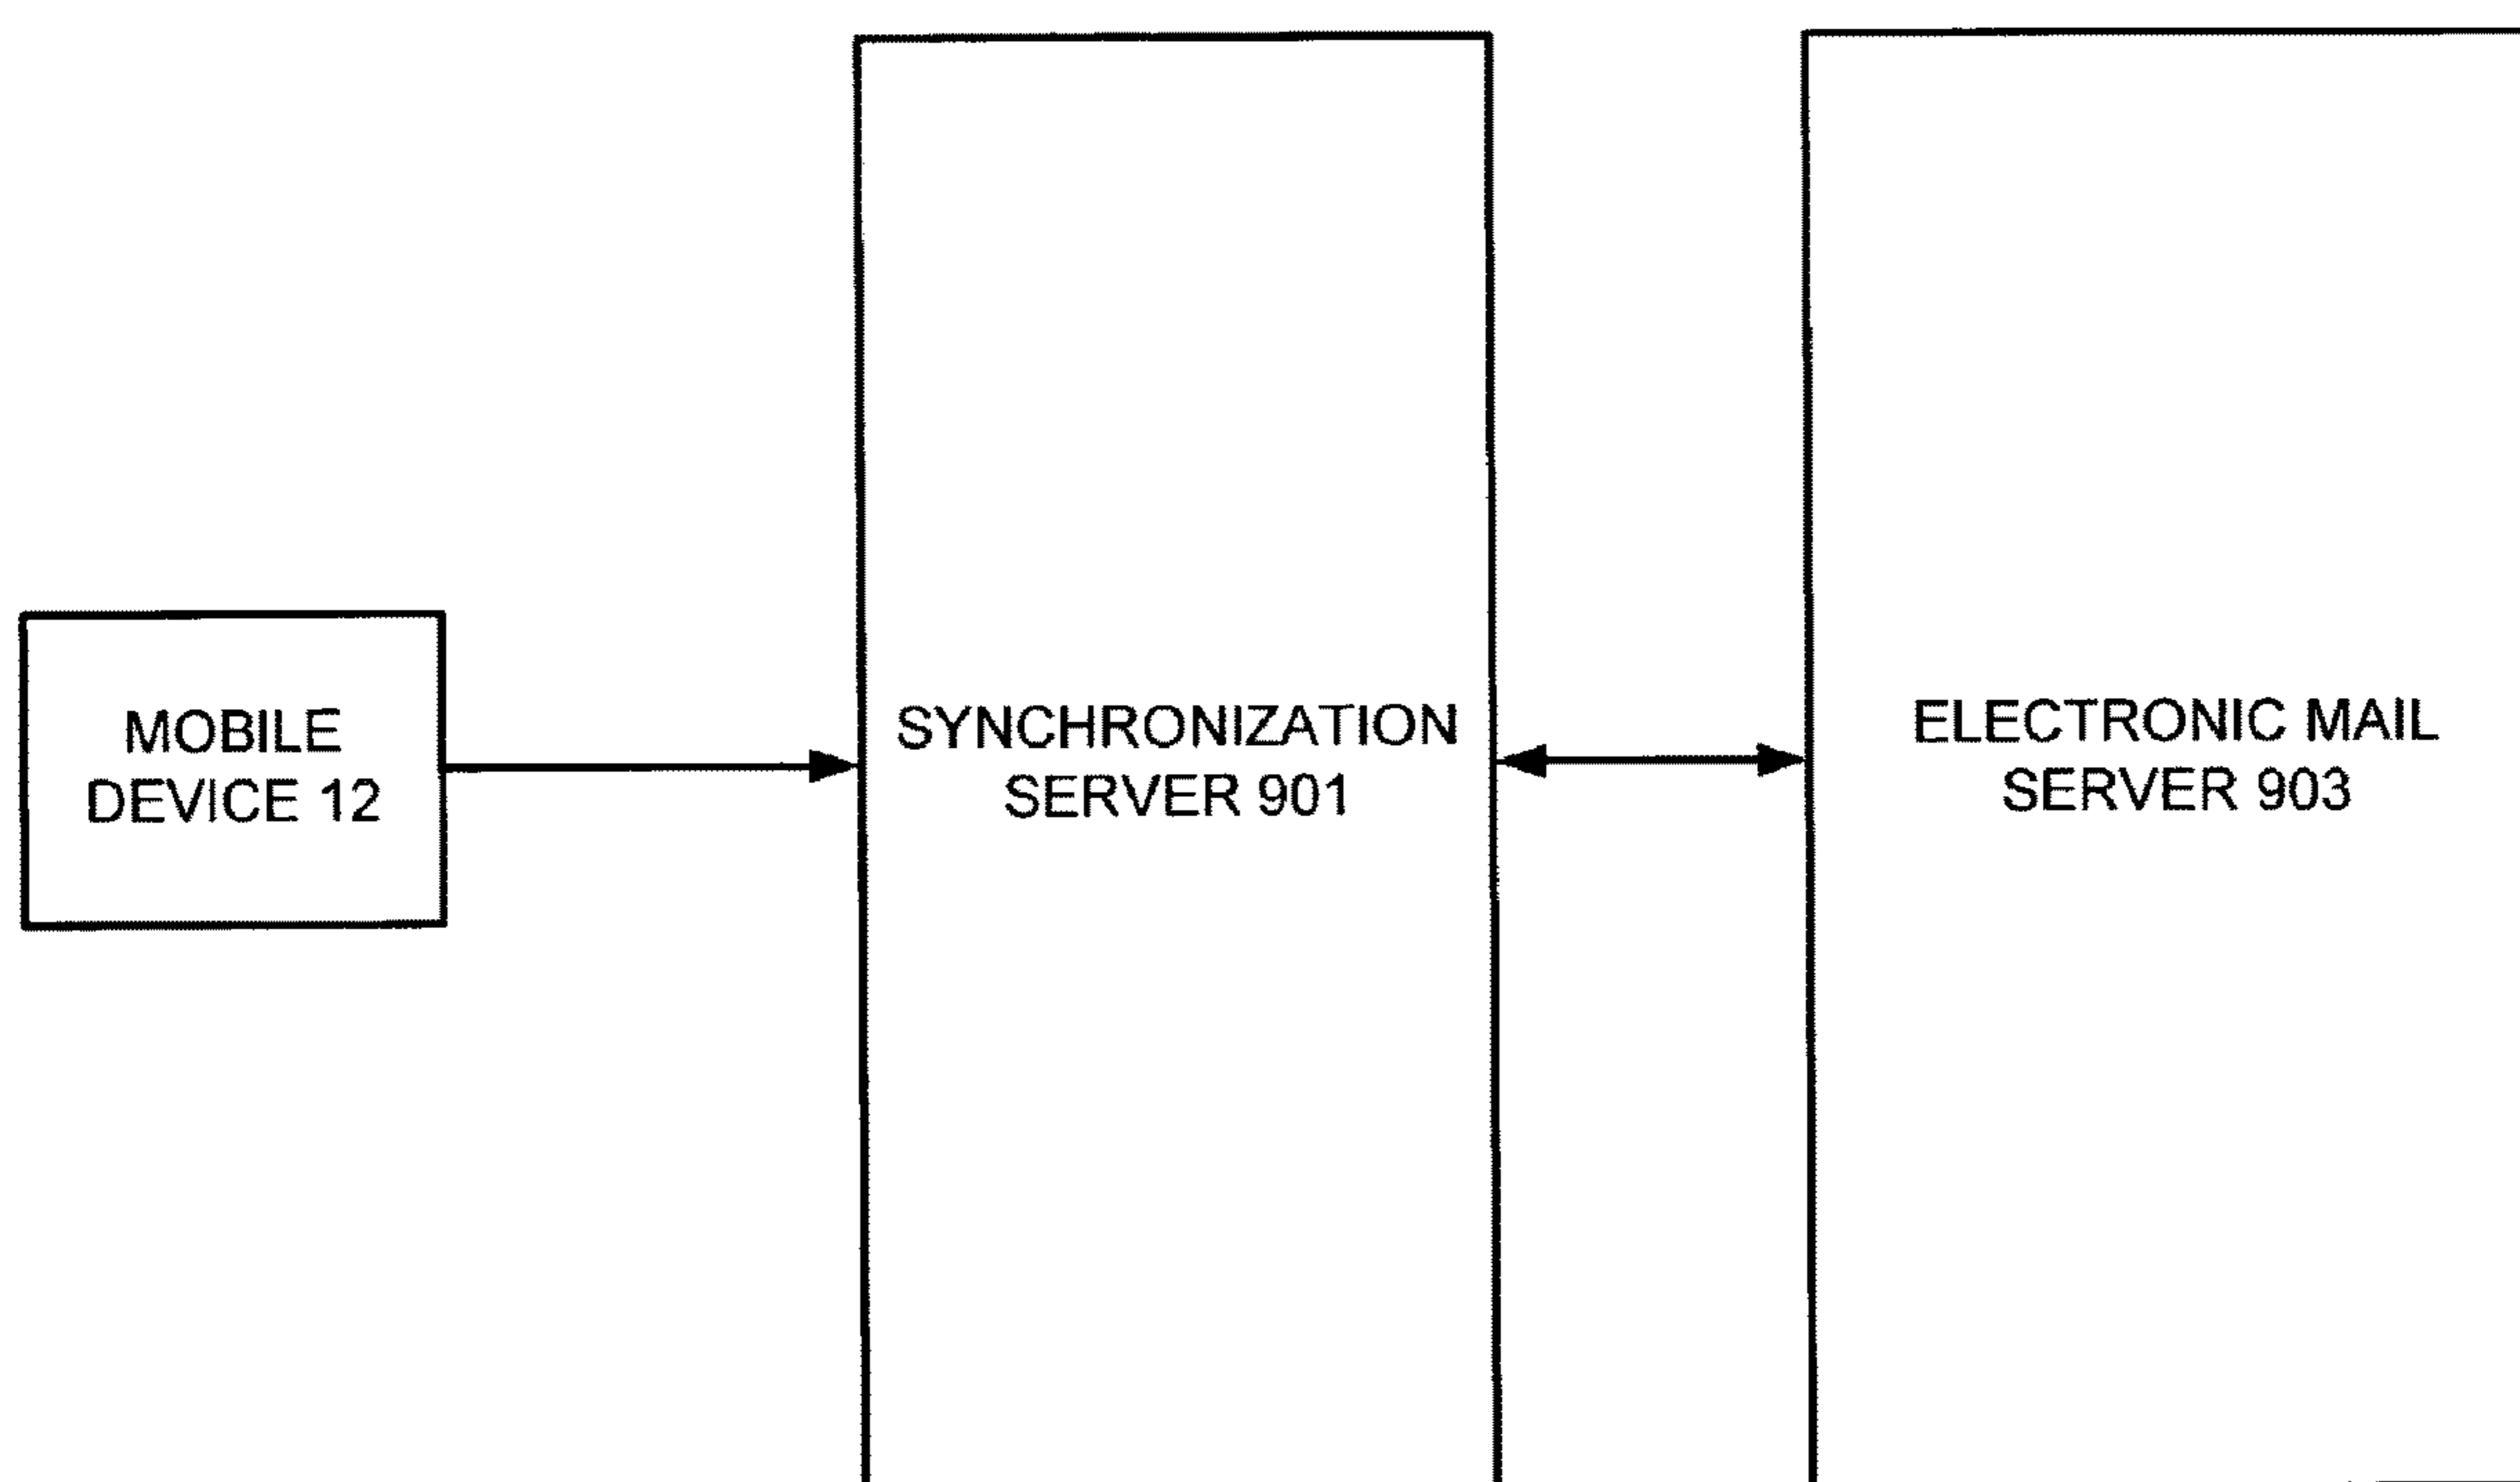 MOBILE
DEVICE 12
SYNCHRONIZATION
SERVER 901
ELECTRONIC MAIL
SERVER 903